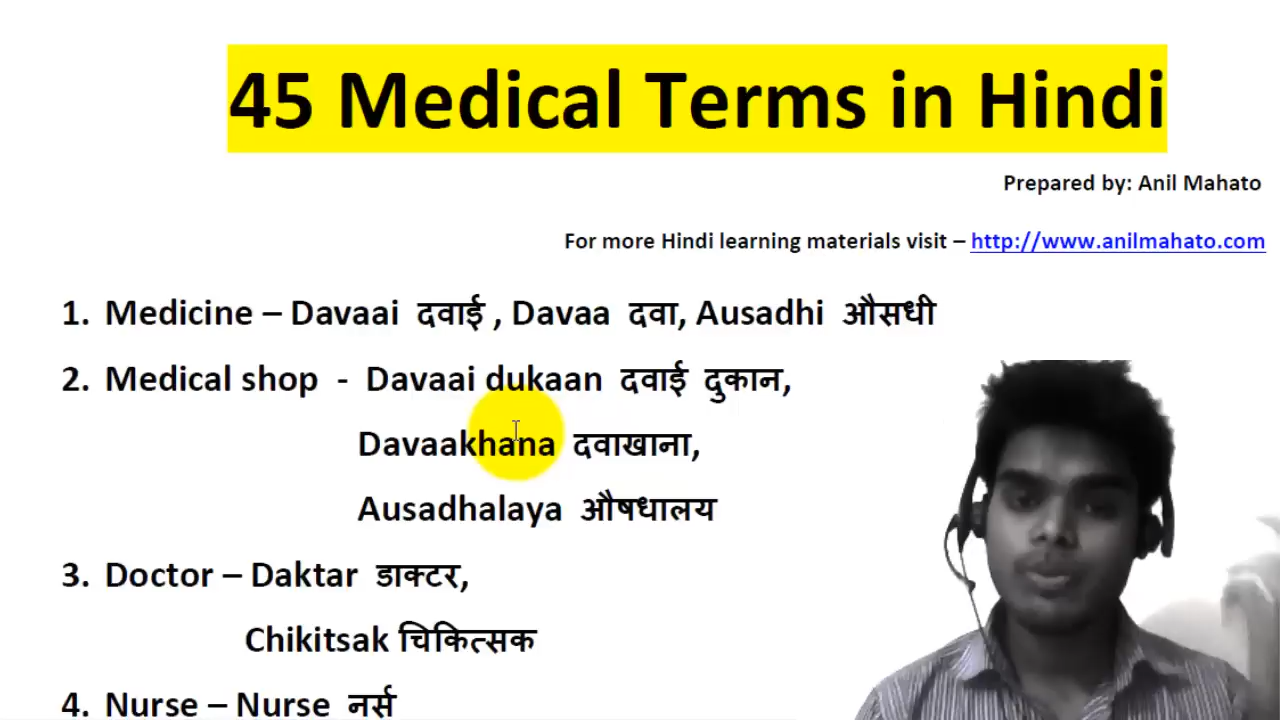 45 Medical Terms in Hindi
Prepared by: Anil Mahato
For more Hindi learning materials visit – http://www.anilmahato.com
1. Medicine – Davaai दवाई , Davaa दवा, Ausadhi औसधी
2. Medical shop - Davaai dukaan दवाई दुकान,
Davaakhana दवाखाना,
Ausadhalaya औषधालय
3. Doctor – Daktar डाक्टर,
Chikitsak चिकित्सक
4. Nurse – Nurse नर्स